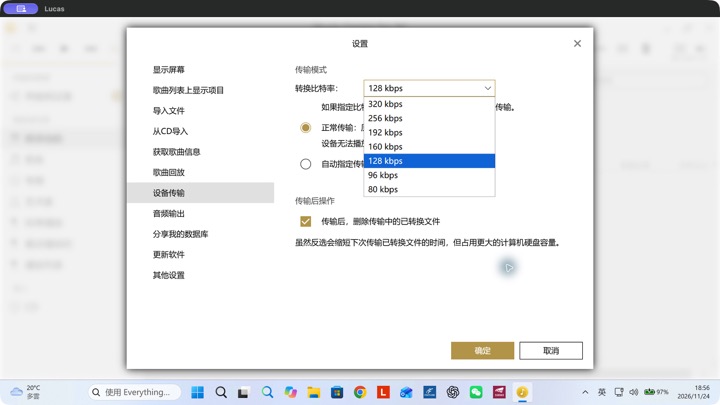 Lucas
设置
显示屏幕
歌曲列表上显示项目
导入文件
从CD导入
获取歌曲信息
歌曲回放
设备传输
音频输出
分享我的数据库
更新软件
其他设置
传输模式
转换比特率：
128 kbps
320 kbps
256 kbps
192 kbps
160 kbps
128 kbps
96 kbps
80 kbps
如果指定比
传输。
正常传输：
设备无法播
自动指定传
传输后操作
传输后，删除传输中的已转换文件
虽然反选会缩短下次传输已转换文件的时间，但占用更大的计算机硬盘容量。
确定
取消
20°C
多云
使用 Everything...
英
97%
18:56
2026/11/24